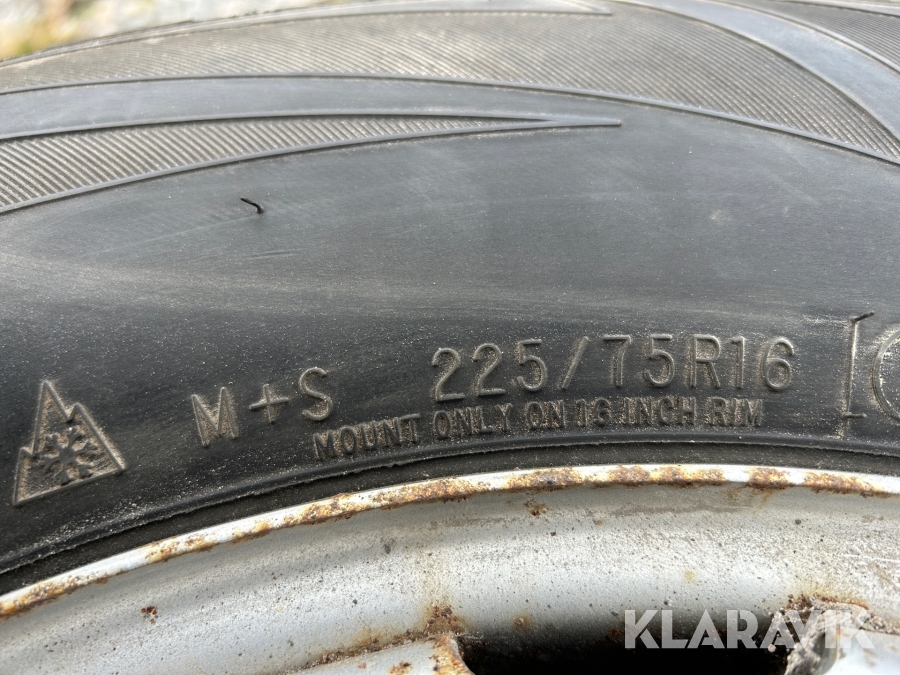 M+S 225/75R16
MOUNT ONLY ON 16 INCH RIM
KLARAVIK